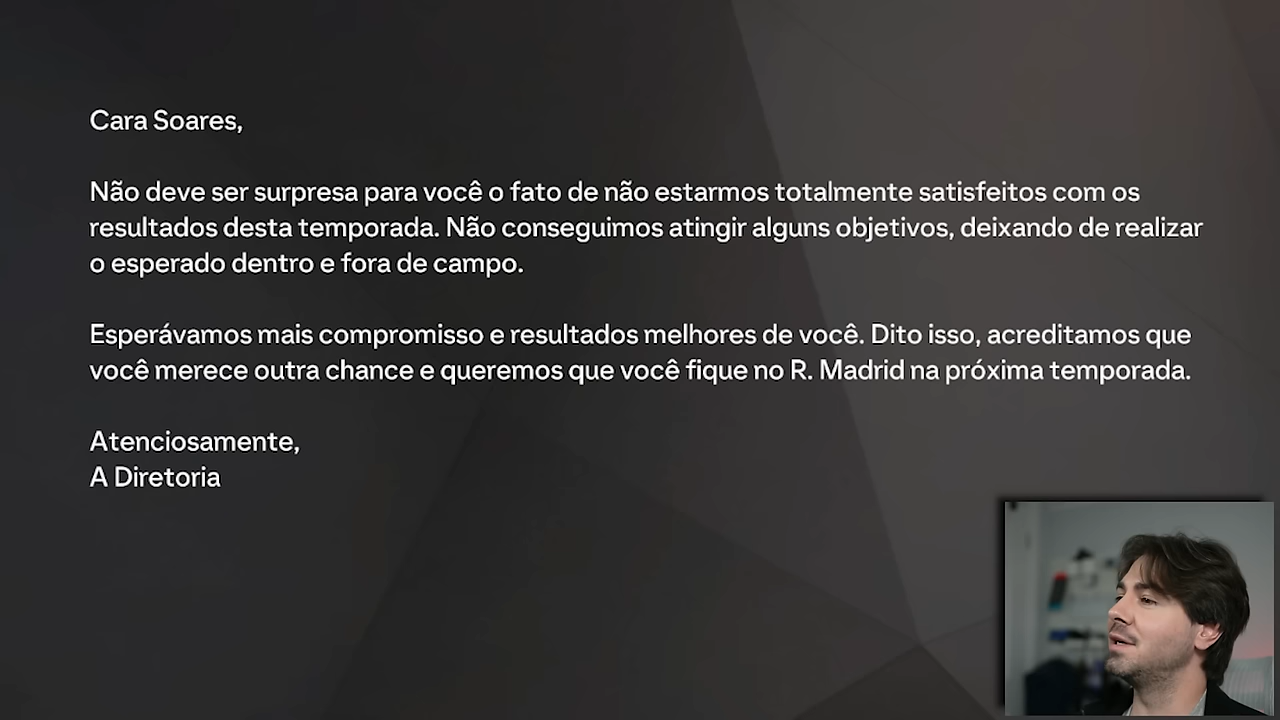 Cara Soares,
Não deve ser surpresa para você o fato de não estarmos totalmente satisfeitos com os
resultados desta temporada. Não conseguimos atingir alguns objetivos, deixando de realizar
o esperado dentro e fora de campo.
Esperávamos mais compromisso e resultados melhores de você. Dito isso, acreditamos que
você merece outra chance e queremos que você fique no R. Madrid na próxima temporada.
Atenciosamente,
A Diretoria